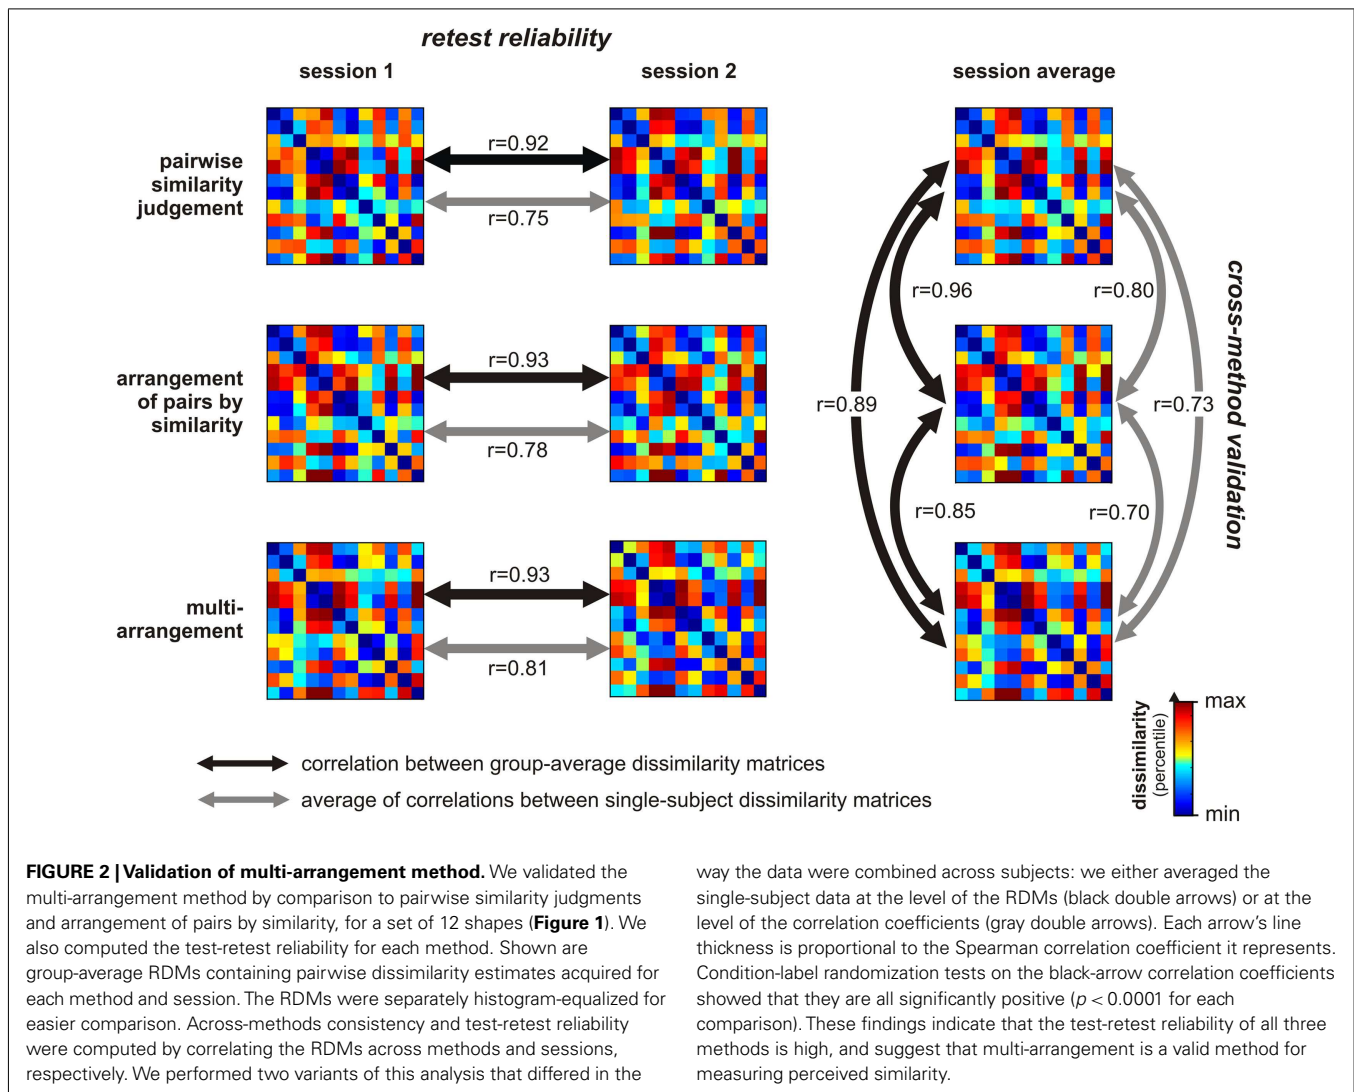 retest reliability
session 1
session 2
session average
pairwise
similarity
judgement
r=0.92
r=0.75
r=0.96
r=0.80
arrangement
of pairs by
similarity
r=0.93
r=0.78
r=0.89
r=0.73
cross-method validation
r=0.85
r=0.70
multi-
arrangement
r=0.93
r=0.81
dissimilarity
(percentile)
max
min
correlation between group-average dissimilarity matrices
average of correlations between single-subject dissimilarity matrices
FIGURE 2 | Validation of multi-arrangement method. We validated the
multi-arrangement method by comparison to pairwise similarity judgments
and arrangement of pairs by similarity, for a set of 12 shapes (Figure 1). We
also computed the test-retest reliability for each method. Shown are
group-average RDMs containing pairwise dissimilarity estimates acquired for
each method and session. The RDMs were separately histogram-equalized for
easier comparison. Across-methods consistency and test-retest reliability
were computed by correlating the RDMs across methods and sessions,
respectively. We performed two variants of this analysis that differed in the
way the data were combined across subjects: we either averaged the
single-subject data at the level of the RDMs (black double arrows) or at the
level of the correlation coefficients (gray double arrows). Each arrow's line
thickness is proportional to the Spearman correlation coefficient it represents.
Condition-label randomization tests on the black-arrow correlation coefficients
showed that they are all significantly positive (p < 0.0001 for each
comparison). These findings indicate that the test-retest reliability of all three
methods is high, and suggest that multi-arrangement is a valid method for
measuring perceived similarity.